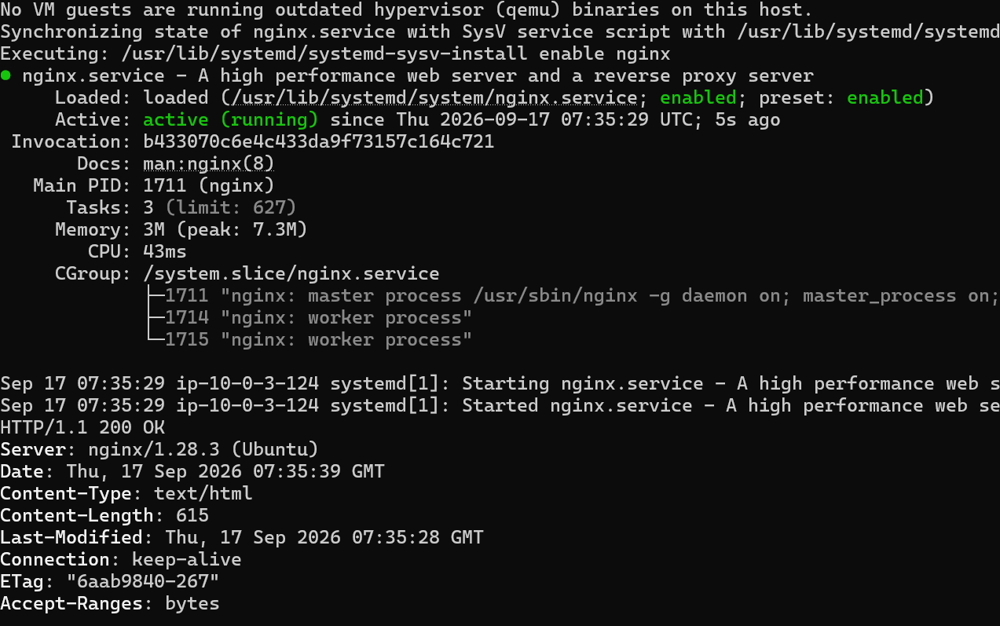 No VM guests are running outdated hypervisor (qemu) binaries on this host.
Synchronizing state of nginx.service with SysV service script with /usr/lib/systemd/systemd
Executing: /usr/lib/systemd/systemd-sysv-install enable nginx
● nginx.service - A high performance web server and a reverse proxy server
     Loaded: loaded (/usr/lib/systemd/system/nginx.service; enabled; preset: enabled)
     Active: active (running) since Thu 2026-09-17 07:35:29 UTC; 5s ago
 Invocation: b433070c6e4c433da9f73157c164c721
       Docs: man:nginx(8)
   Main PID: 1711 (nginx)
      Tasks: 3 (limit: 627)
     Memory: 3M (peak: 7.3M)
        CPU: 43ms
     CGroup: /system.slice/nginx.service
             ├─1711 "nginx: master process /usr/sbin/nginx -g daemon on; master_process on;
             ├─1714 "nginx: worker process"
             └─1715 "nginx: worker process"

Sep 17 07:35:29 ip-10-0-3-124 systemd[1]: Starting nginx.service - A high performance web s
Sep 17 07:35:29 ip-10-0-3-124 systemd[1]: Started nginx.service - A high performance web se
HTTP/1.1 200 OK
Server: nginx/1.28.3 (Ubuntu)
Date: Thu, 17 Sep 2026 07:35:39 GMT
Content-Type: text/html
Content-Length: 615
Last-Modified: Thu, 17 Sep 2026 07:35:28 GMT
Connection: keep-alive
ETag: "6aab9840-267"
Accept-Ranges: bytes